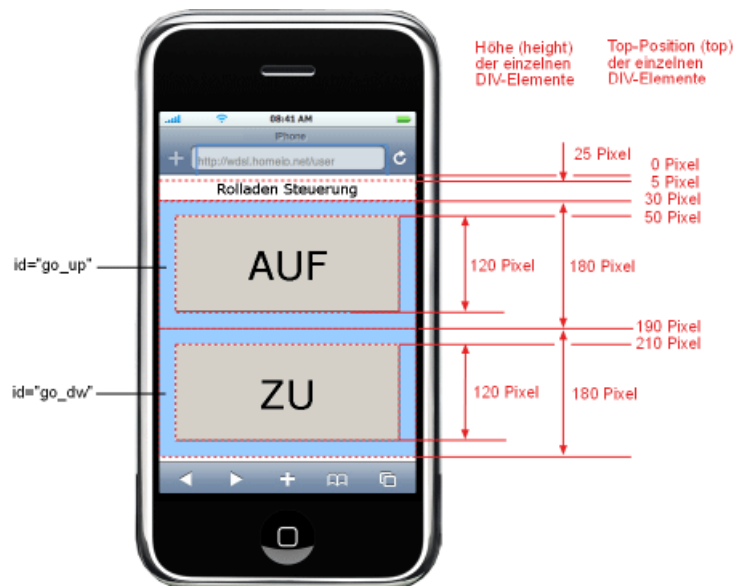 Höhe (height)
der einzelnen
DIV-Elemente
Top-Position (top)
der einzelnen
DIV-Elemente
08:41 AM
iPhone
http://wdsl.homeio.net/user
25 Pixel
0 Pixel
5 Pixel
Rolladen Steuerung
30 Pixel
50 Pixel
id="go_up"
AUF
120 Pixel
180 Pixel
190 Pixel
210 Pixel
id="go_dw"
ZU
120 Pixel
180 Pixel